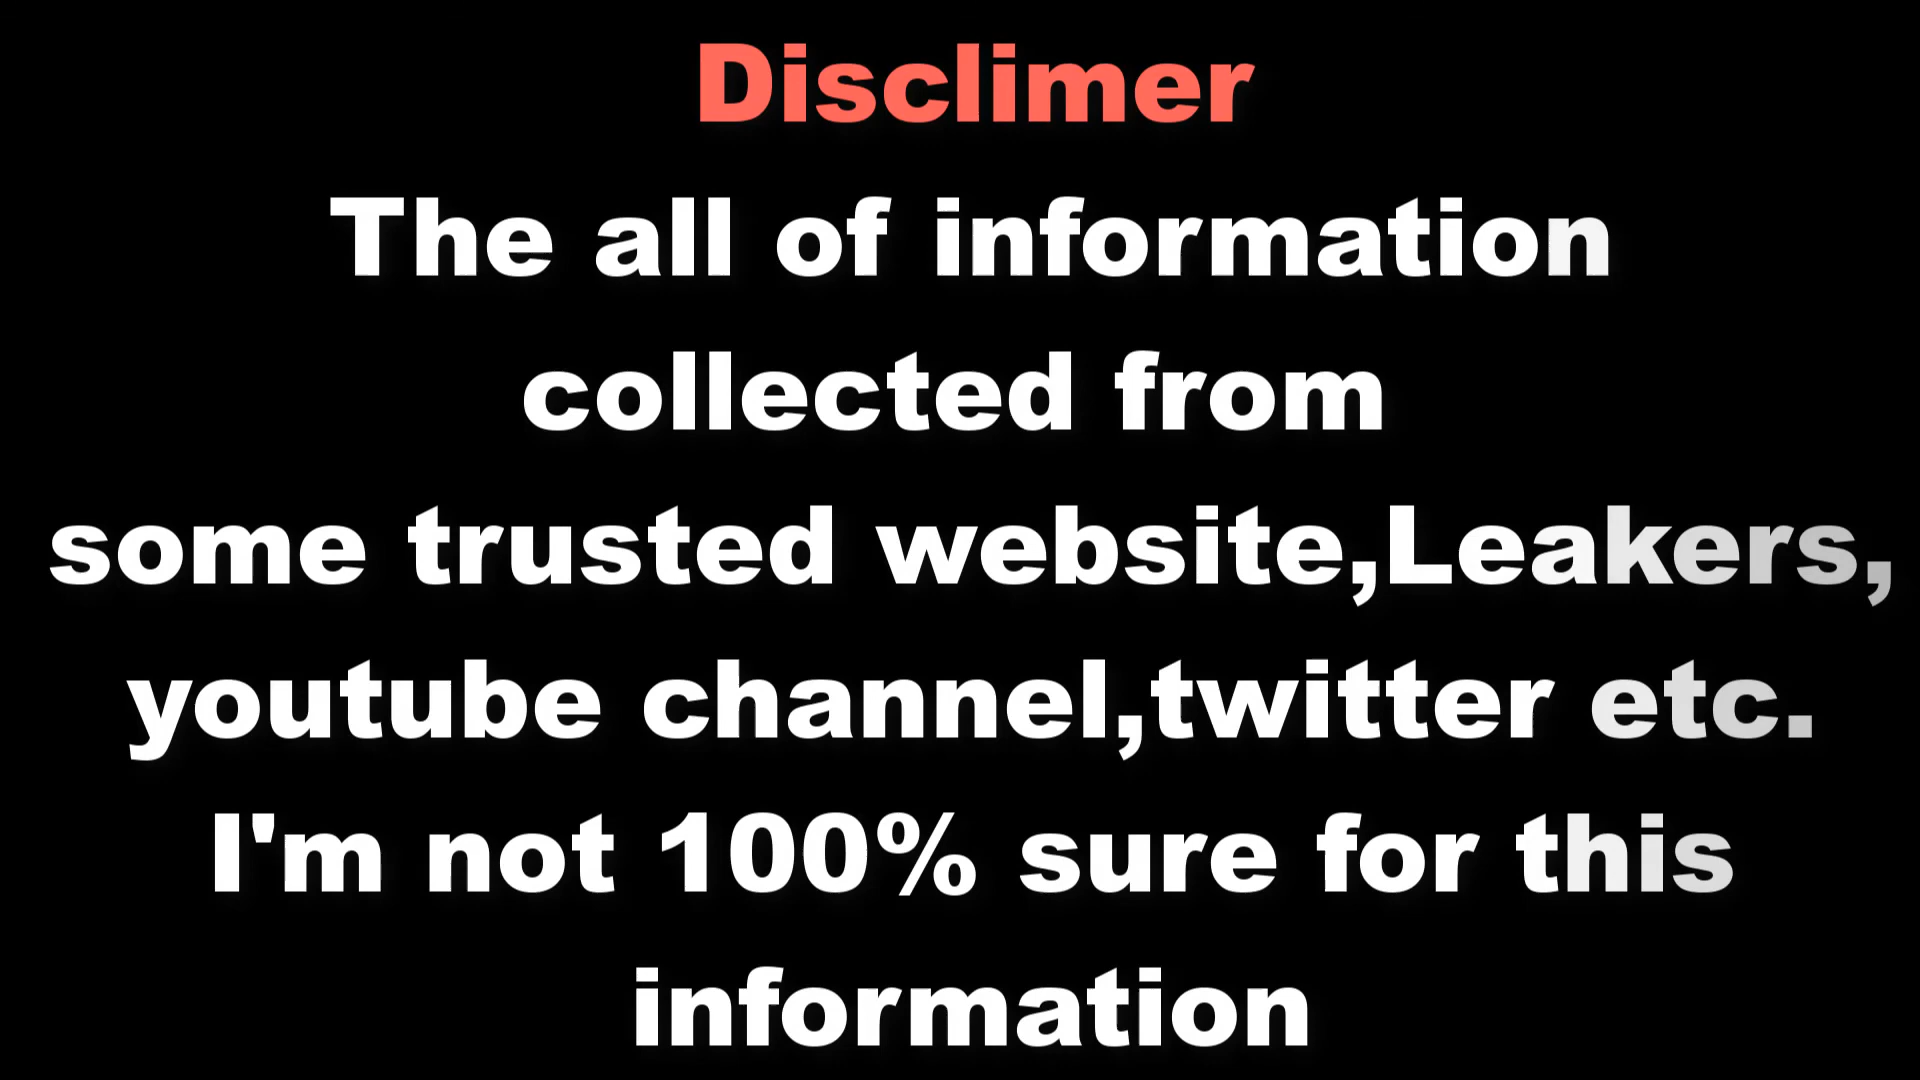 Disclimer
The all of information
collected from
some trusted website,Leakers,
youtube channel,twitter etc.
I'm not 100% sure for this
information